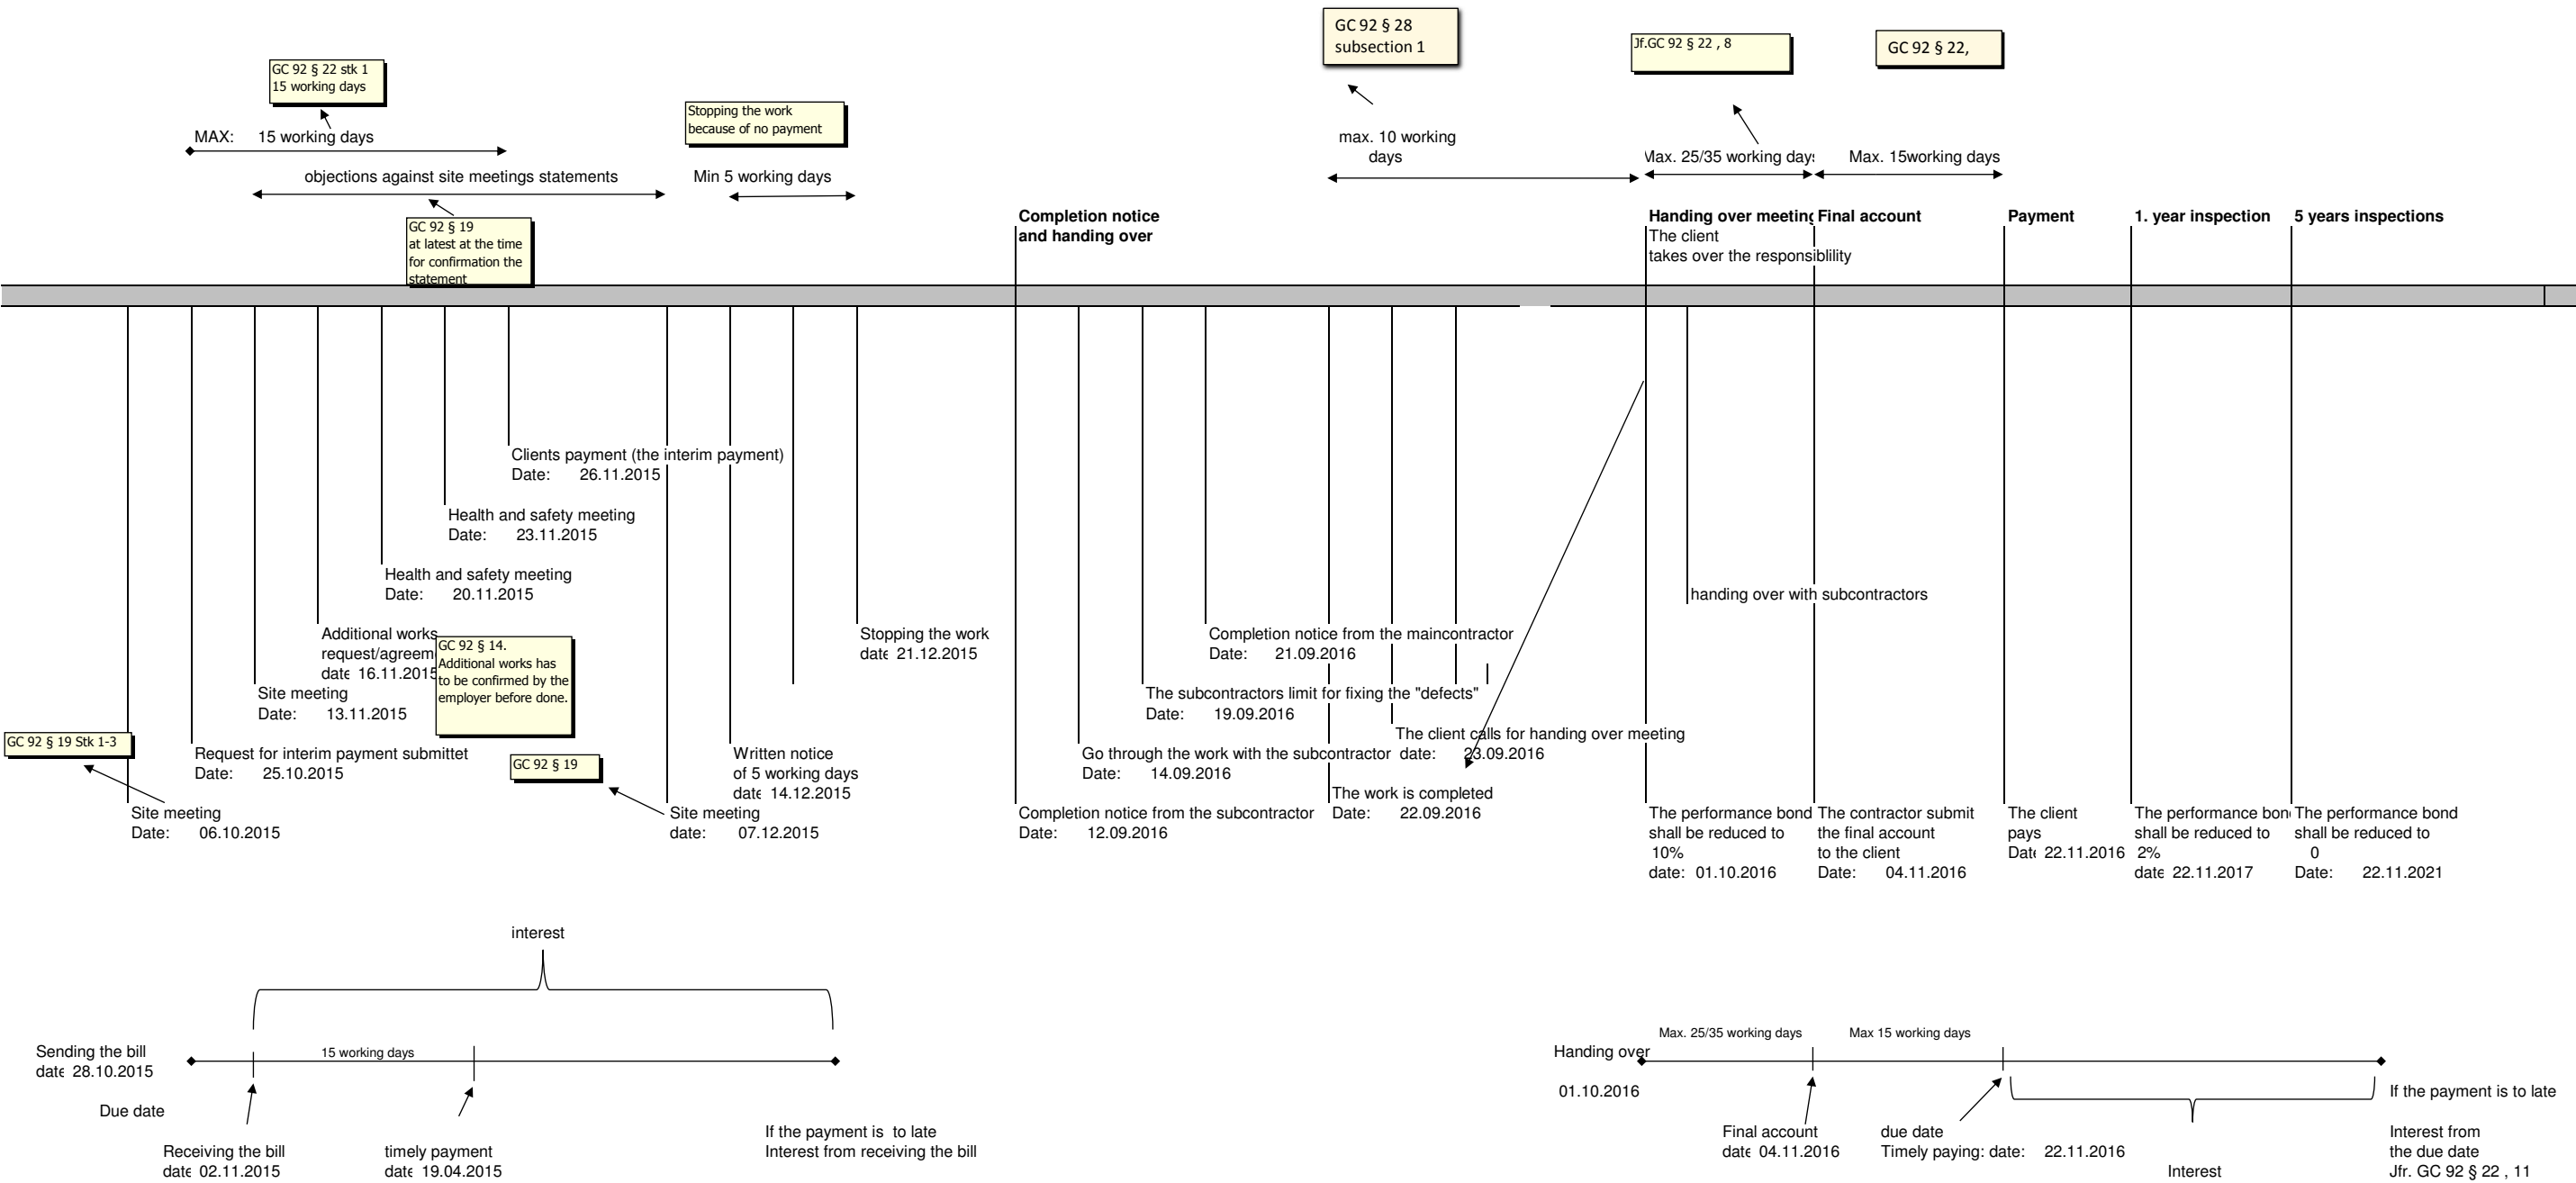 GC 92 § 28
subsection 1
Jf.GC 92 § 22 , 8
GC 92 § 22,
GC 92 § 22 stk 1
15 working days
Stopping the work
because of no payment
MAX: 15 working days
max. 10 working
days
Max. 25/35 working days
Max. 15working days
objections against site meetings statements
Min 5 working days
GC 92 § 19
at latest at the time
for confirmation the
statement
Completion notice
and handing over
Handing over meeting
The client
takes over the responsiblility
Final account
Payment
1. year inspection
5 years inspections
Clients payment (the interim payment)
Date: 26.11.2015
Health and safety meeting
Date: 23.11.2015
Health and safety meeting
Date: 20.11.2015
handing over with subcontractors
Additional works
request/agreem
date 16.11.2015
GC 92 § 14.
Additional works has
to be confirmed by the
employer before done.
Stopping the work
date 21.12.2015
Completion notice from the maincontractor
Date: 21.09.2016
Site meeting
Date: 13.11.2015
The subcontractors limit for fixing the "defects"
Date: 19.09.2016
GC 92 § 19 Stk 1-3
Request for interim payment submittet
Date: 25.10.2015
GC 92 § 19
Written notice
of 5 working days
date 14.12.2015
Go through the work with the subcontractor
Date: 14.09.2016
The client calls for handing over meeting
date: 23.09.2016
Site meeting
Date: 06.10.2015
Site meeting
date: 07.12.2015
Completion notice from the subcontractor
Date: 12.09.2016
The work is completed
Date: 22.09.2016
The performance bond
shall be reduced to
10%
date: 01.10.2016
The contractor submit
the final account
to the client
Date: 04.11.2016
The client
pays
Date 22.11.2016
The performance bond
shall be reduced to
2%
date 22.11.2017
The performance bond
shall be reduced to
0
Date: 22.11.2021
interest
Sending the bill
date 28.10.2015
15 working days
Due date
Receiving the bill
date 02.11.2015
timely payment
date 19.04.2015
If the payment is to late
Interest from receiving the bill
Max. 25/35 working days
Max 15 working days
Handing over
01.10.2016
Final account
date 04.11.2016
due date
Timely paying: date: 22.11.2016
Interest
If the payment is to late
Interest from
the due date
Jfr. GC 92 § 22 , 11